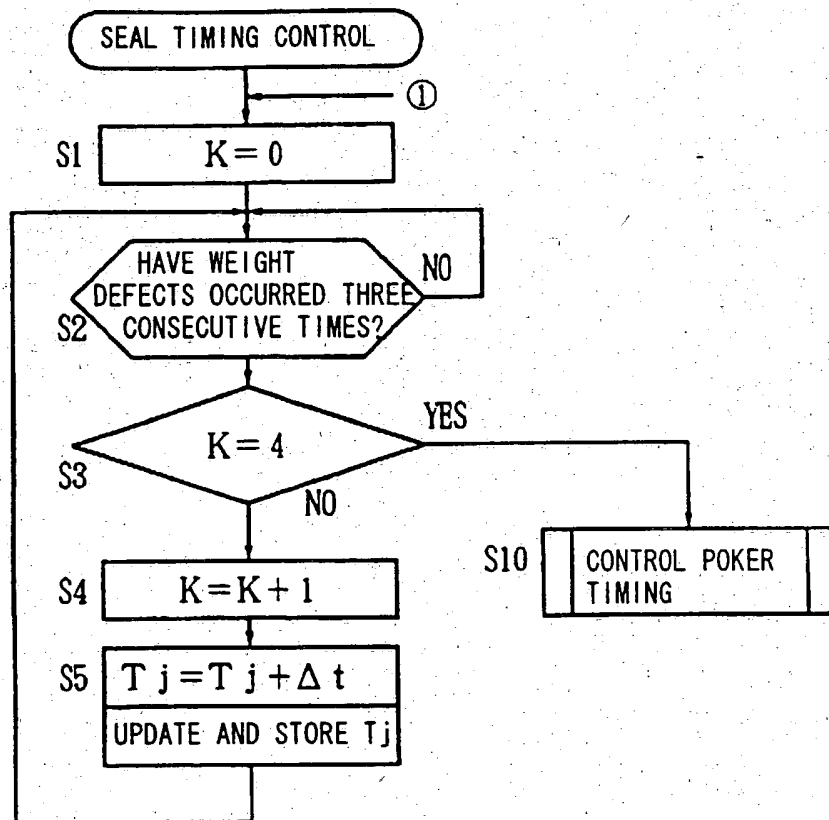 SEAL TIMING CONTROL
①
S1
K=0
HAVE WEIGHT
DEFECTS OCCURRED THREE
CONSECUTIVE TIMES?
S2
NO
K=4
S3
YES
NO
S4
K=K+1
S10
CONTROL POKER
TIMING
S5
Tj=Tj+Δt
UPDATE AND STORE Tj